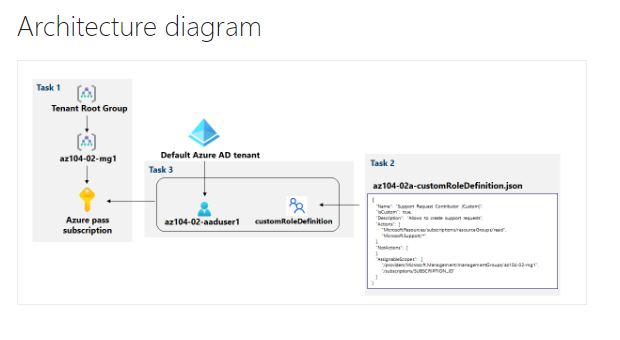 Architecture diagram
Task 1
Tenant Root Group
az104-02-mg1
Azure pass
subscription
Default Azure AD tenant
Task 3
az104-02-aaduser1
customRoleDefinition
Task 2
az104-02a-customRoleDefinition.json
{
"Name": "Support Request Contributor (Custom)",
"IsCustom": true,
"Description": "Allows to create support requests",
"Actions": [
"Microsoft.Resources/subscriptions/resourceGroups/read",
"Microsoft.Support/*"
],
"NotActions": [
],
"AssignableScopes": [
"/providers/Microsoft.Management/managementGroups/az104-02-mg1",
"/subscriptions/SUBSCRIPTION_ID"
]
}